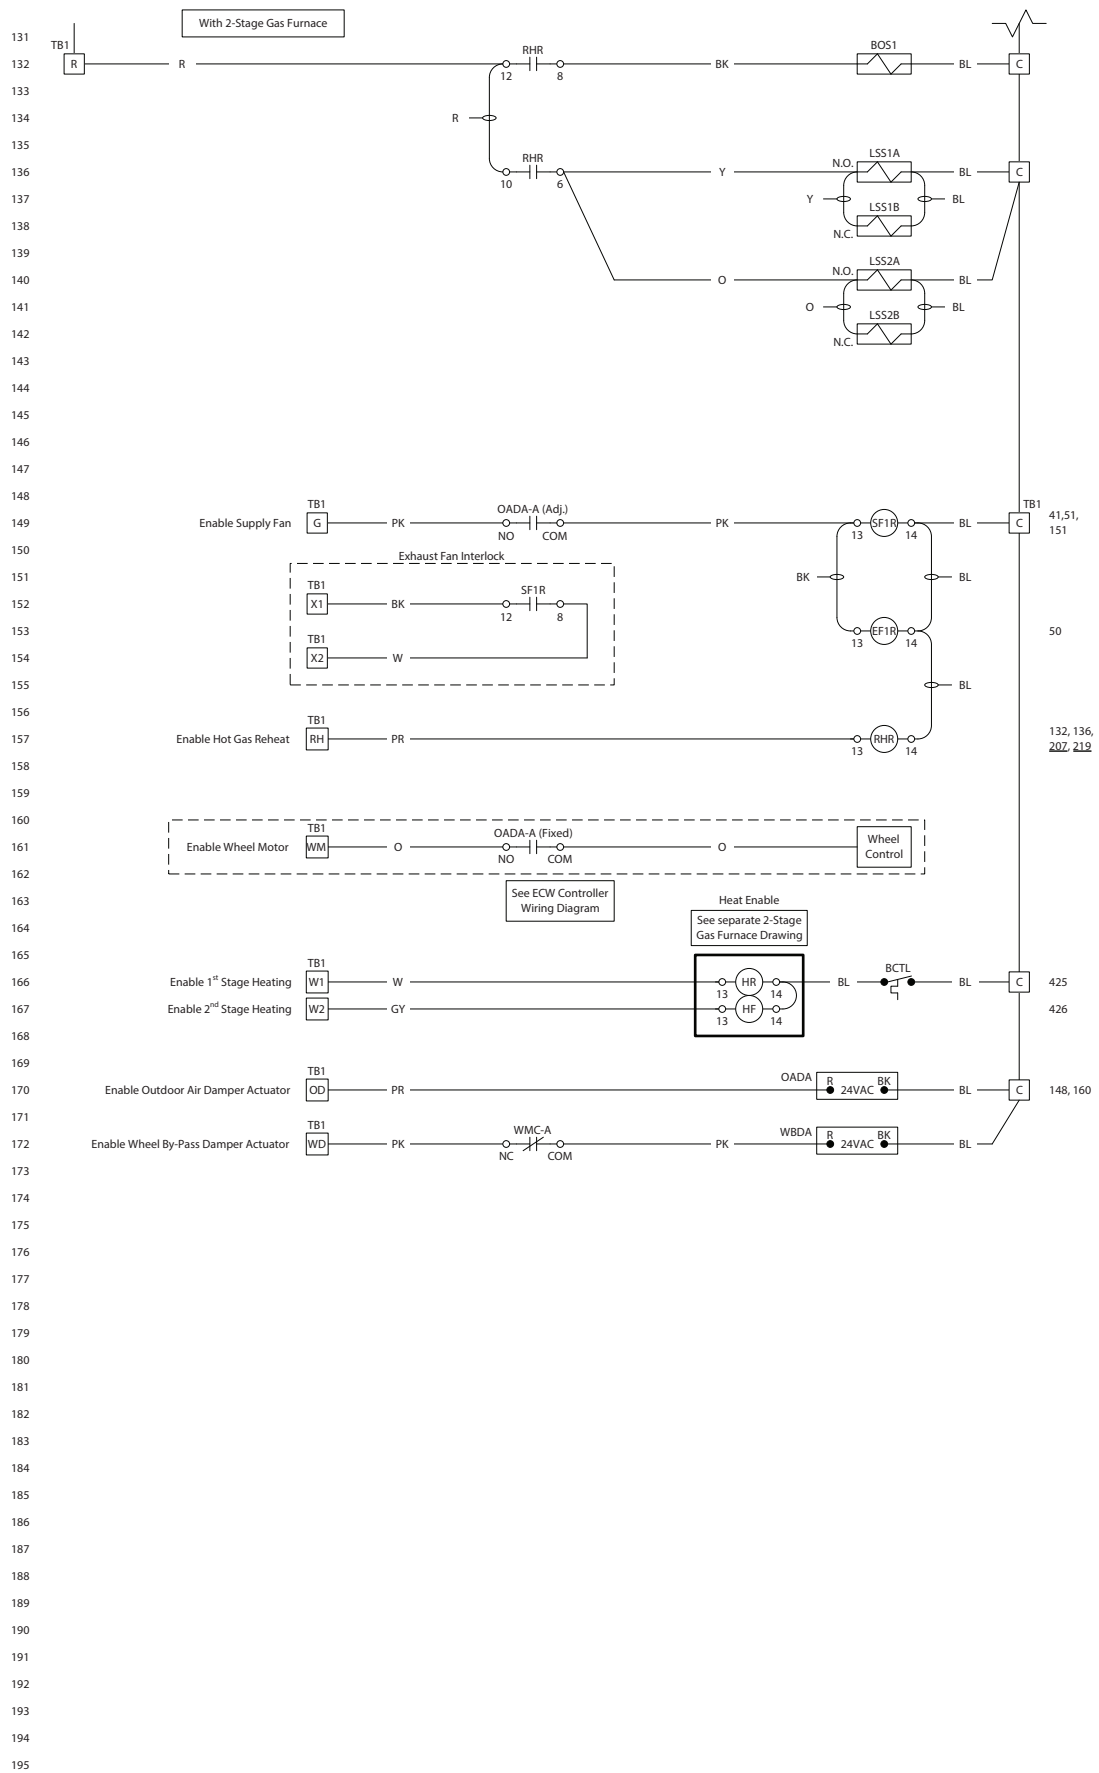 With 2-Stage Gas Furnace
131
TB1
RHR
BOS1
132
R
R
BK
BL
C
12
8
133
134
R
135
RHR
N.O.
LSS1A
136
Y
BL
C
10
6
137
Y
LSS1B
BL
138
N.C.
139
N.O.
LSS2A
140
O
BL
141
O
LSS2B
BL
142
N.C.
143
144
145
146
147
148
TB1
OADA-A (Adj.)
TB1
149
Enable Supply Fan
G
PK
PK
SF1R
BL
C
41,51,
151
NO
COM
13
14
150
Exhaust Fan Interlock
151
TB1
SF1R
BK
BL
152
X1
BK
12
8
153
TB1
EF1R
50
13
14
154
X2
W
155
BL
156
TB1
157
Enable Hot Gas Reheat
RH
PR
RHR
132, 136,
207, 219
13
14
158
159
160
TB1
OADA-A (Fixed)
161
Enable Wheel Motor
WM
O
O
Wheel
Control
NO
COM
162
163
See ECW Controller
Wiring Diagram
Heat Enable
164
See separate 2-Stage
Gas Furnace Drawing
165
TB1
BCTL
166
Enable 1st Stage Heating
W1
W
HR
BL
BL
C
425
13
14
167
Enable 2nd Stage Heating
W2
GY
HF
426
13
14
168
169
TB1
OADA
R
BK
170
Enable Outdoor Air Damper Actuator
OD
PR
24VAC
BL
C
148, 160
171
TB1
WMC-A
WBDA
R
BK
172
Enable Wheel By-Pass Damper Actuator
WD
PK
PK
24VAC
BL
NC
COM
173
174
175
176
177
178
179
180
181
182
183
184
185
186
187
188
189
190
191
192
193
194
195